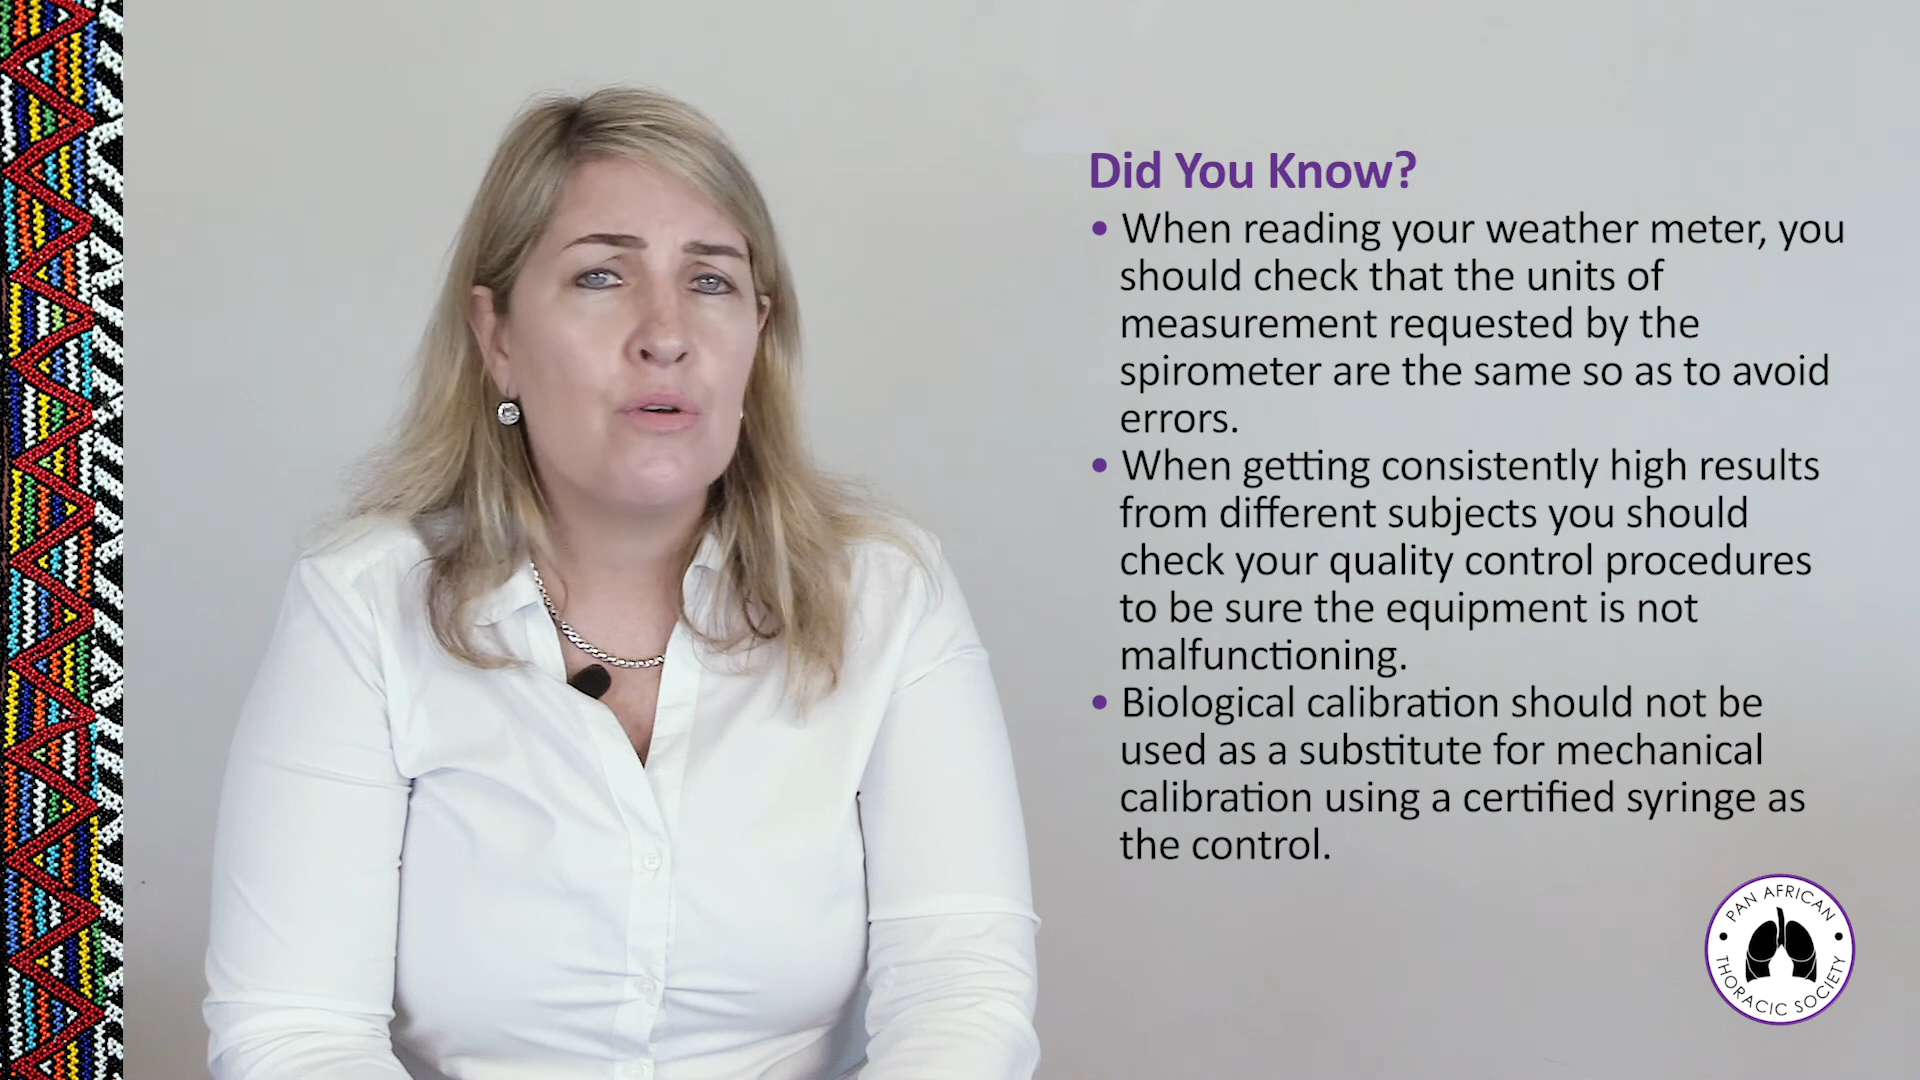 Did You Know?
• When reading your weather meter, you
should check that the units of
measurement requested by the
spirometer are the same so as to avoid
errors.
• When getting consistently high results
from different subjects you should
check your quality control procedures
to be sure the equipment is not
malfunctioning.
• Biological calibration should not be
used as a substitute for mechanical
calibration using a certified syringe as
the control.
PAN AFRICAN
THORACIC SOCIETY